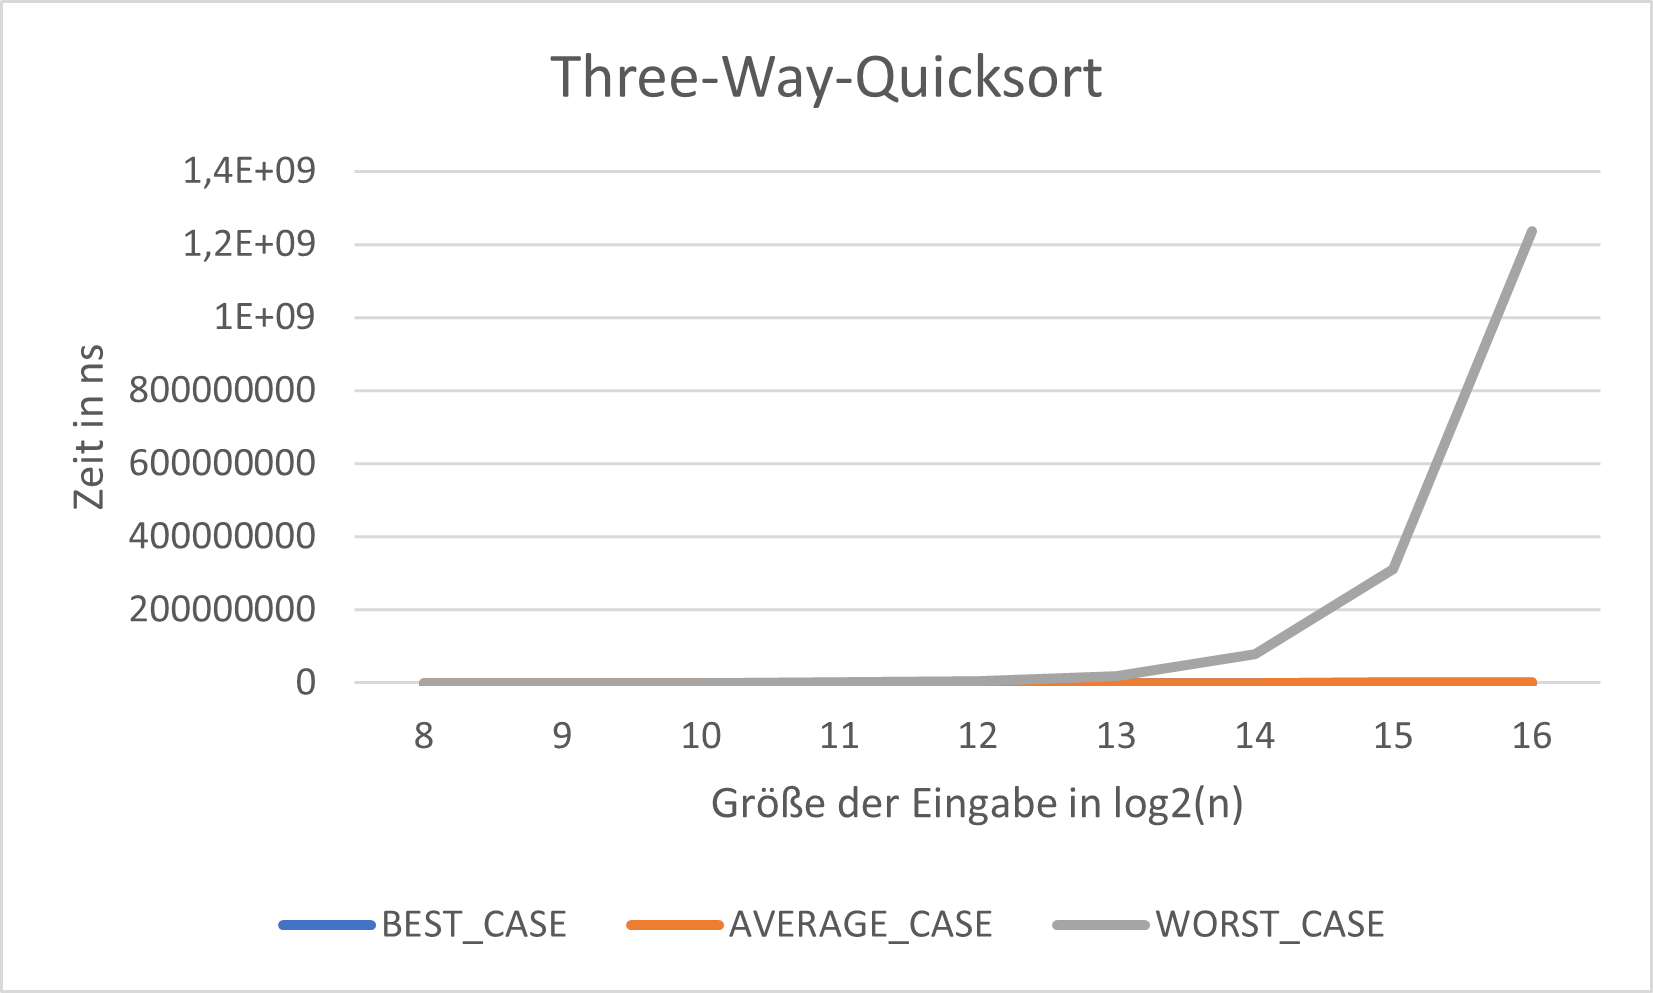 Three-Way-Quicksort
1,4E+09
1,2E+09
1E+09
800000000
600000000
400000000
200000000
0
Zeit in ns
8 9 10 11 12 13 14 15 16
Größe der Eingabe in log2(n)
BEST_CASE AVERAGE_CASE WORST_CASE